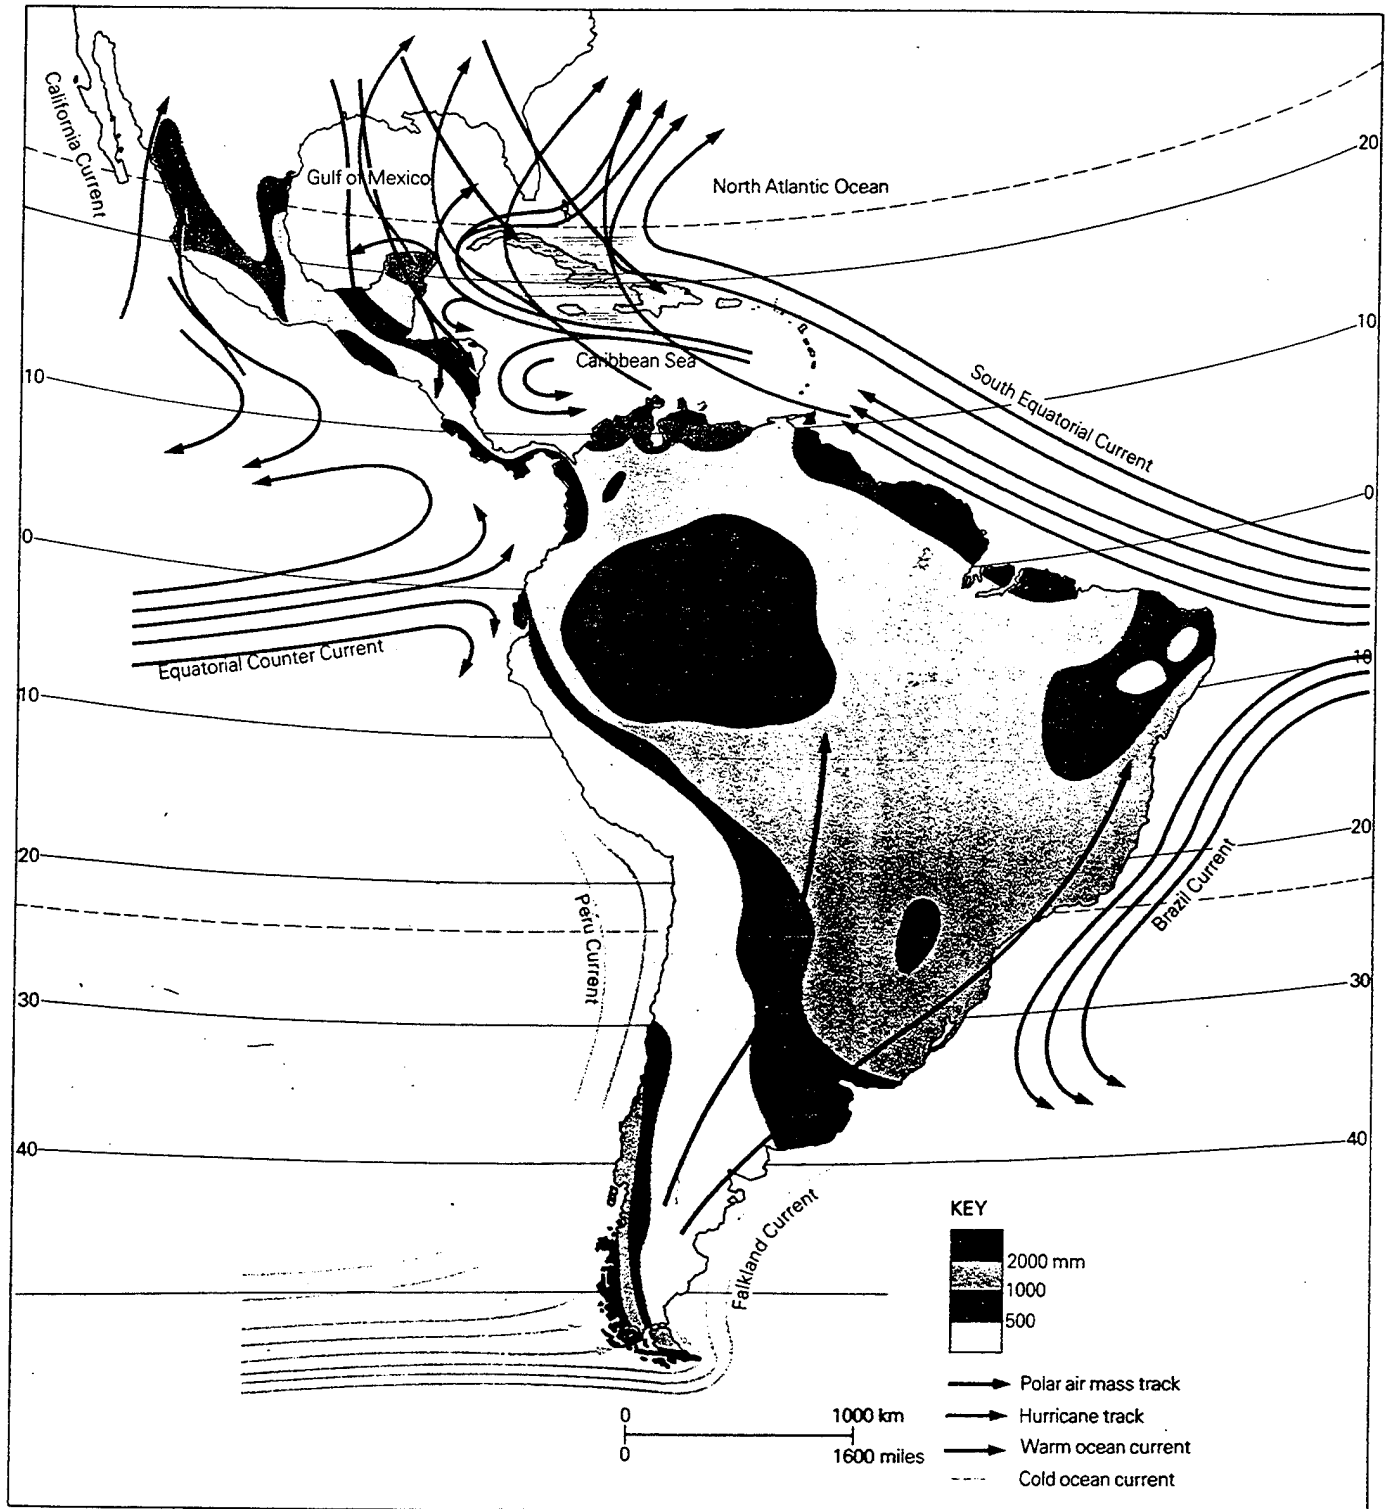 California Current
Gulf of Mexico
North Atlantic Ocean
20
10
Caribbean Sea
South Equatorial Current
10
0
0
Equatorial Counter Current
10
10
20
20
Peru Current
Brazil Current
30
30
40
40
Falkland Current
KEY
2000 mm
1000
500
Polar air mass track
0 1000 km
Hurricane track
0 1600 miles
Warm ocean current
Cold ocean current